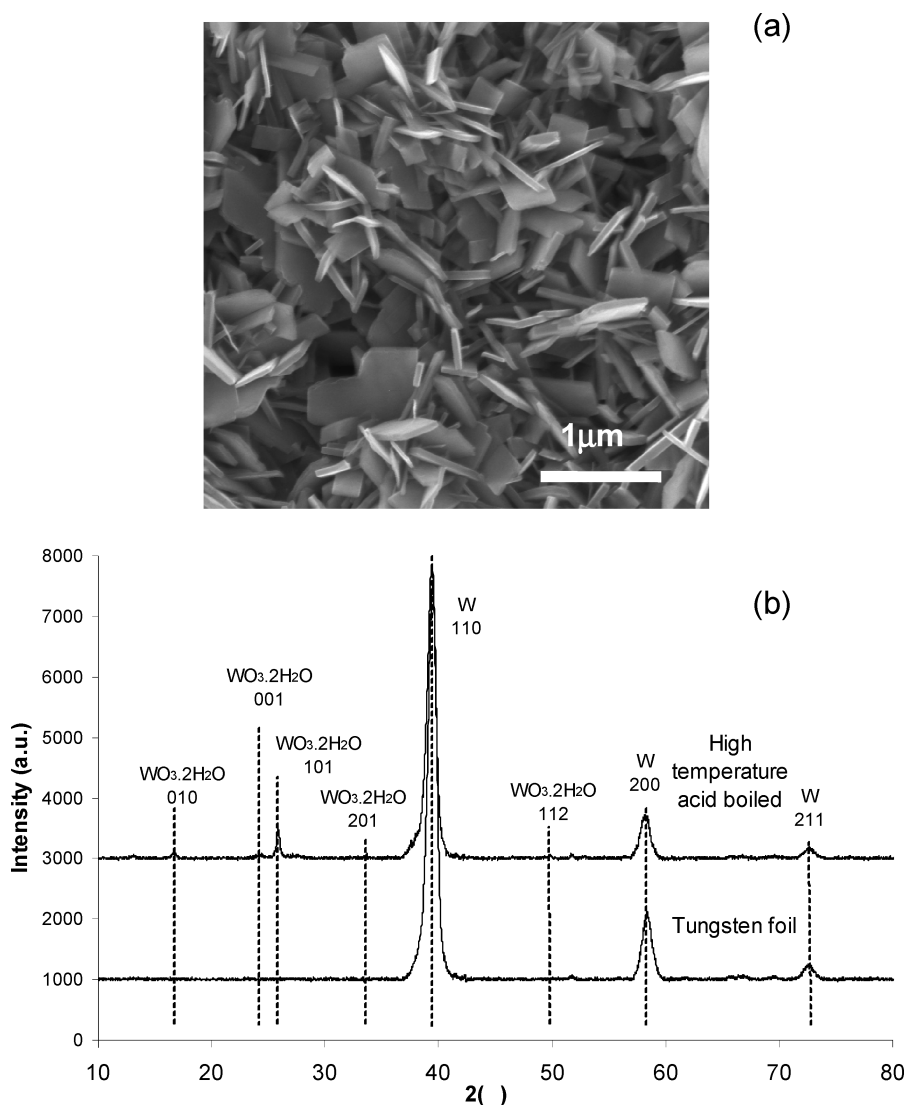 (a)
1μm
(b)
8000
7000
6000
5000
4000
3000
2000
1000
0
Intensity (a.u.)
W
110
WO3.2H2O
001
WO3.2H2O
101
WO3.2H2O
010
WO3.2H2O
201
WO3.2H2O
112
W
200
High
temperature
acid boiled
W
211
Tungsten foil
10 20 30 40 50 60 70 80
2( )